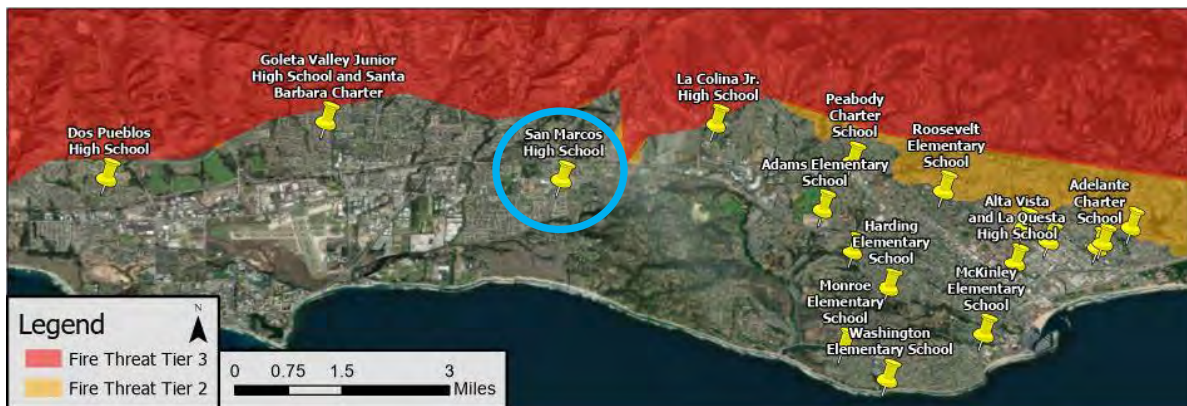 Goleta Valley Junior
High School and Santa
Barbara Charter
La Colina Jr.
High School
Dos Pueblos
High School
San Marcos
High School
Peabody
Charter
School
Roosevelt
Elementary
School
Adams Elementary
School
Alta Vista
and La Questa
High School
Adelante
Charter
School
Harding
Elementary
School
McKinley
Elementary
School
Monroe
Elementary
School
Washington
Elementary School
Legend
N
Fire Threat Tier 3
Fire Threat Tier 2
0 0.75 1.5 3
Miles